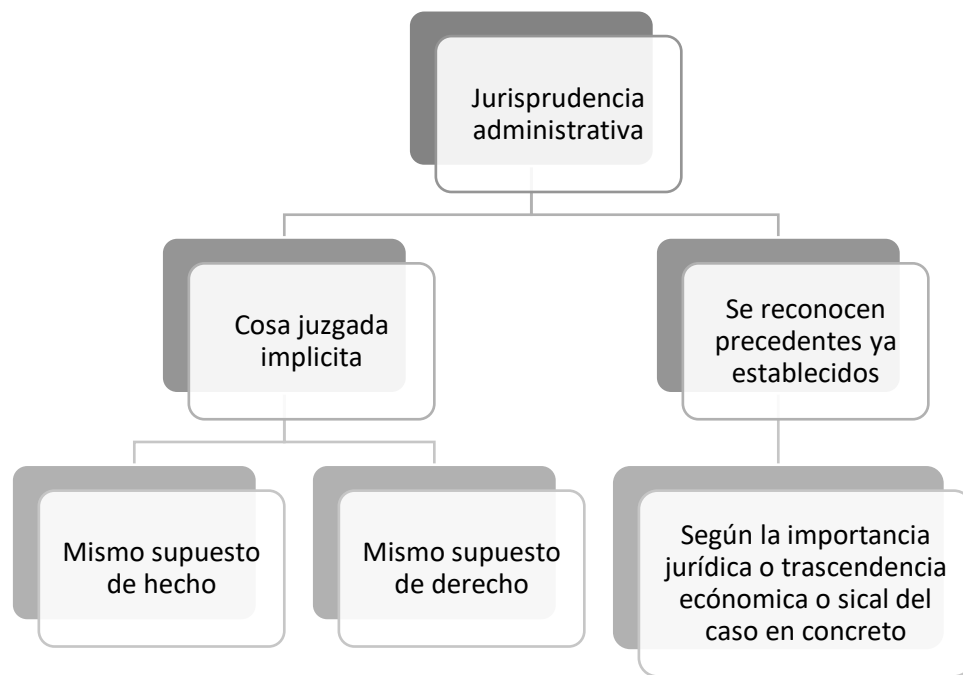 Jurisprudencia
administrativa
Cosa juzgada
implicita
Se reconocen
precedentes ya
establecidos
Mismo supuesto
de hecho
Mismo supuesto
de derecho
Según la importancia
jurídica o trascendencia
ecónomica o sical del
caso en concreto